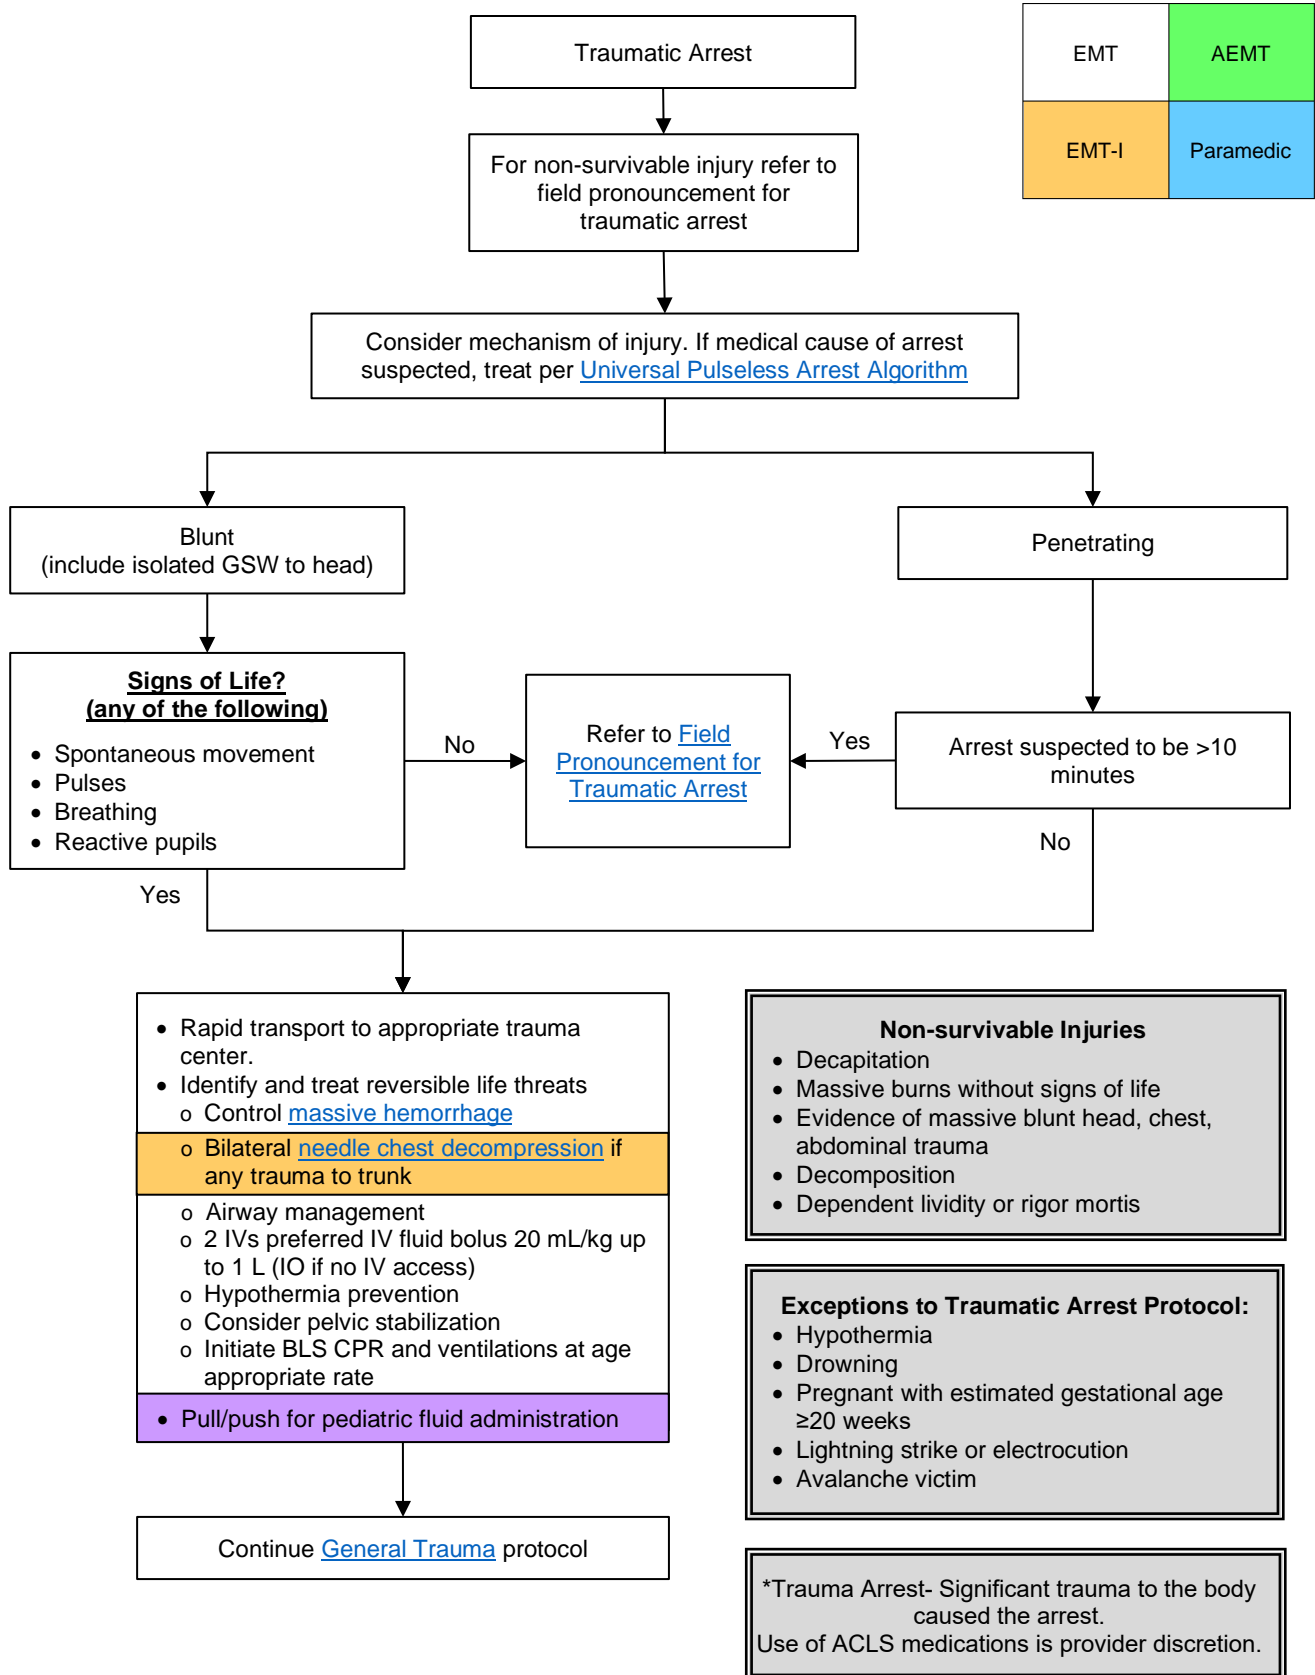 Traumatic Arrest
EMT
AEMT
EMT-I
Paramedic
For non-survivable injury refer to
field pronouncement for
traumatic arrest
Consider mechanism of injury. If medical cause of arrest
suspected, treat per Universal Pulseless Arrest Algorithm
Blunt
(include isolated GSW to head)
Penetrating
Signs of Life?
(any of the following)
• Spontaneous movement
• Pulses
• Breathing
• Reactive pupils
No
Refer to Field
Pronouncement for
Traumatic Arrest
Yes
Arrest suspected to be >10
minutes
Yes
No
• Rapid transport to appropriate trauma
center.
• Identify and treat reversible life threats
o Control massive hemorrhage
o Bilateral needle chest decompression if
any trauma to trunk
o Airway management
o 2 IVs preferred IV fluid bolus 20 mL/kg up
to 1 L (IO if no IV access)
o Hypothermia prevention
o Consider pelvic stabilization
o Initiate BLS CPR and ventilations at age
appropriate rate
• Pull/push for pediatric fluid administration
Continue General Trauma protocol
Non-survivable Injuries
• Decapitation
• Massive burns without signs of life
• Evidence of massive blunt head, chest,
abdominal trauma
• Decomposition
• Dependent lividity or rigor mortis
Exceptions to Traumatic Arrest Protocol:
• Hypothermia
• Drowning
• Pregnant with estimated gestational age
≥20 weeks
• Lightning strike or electrocution
• Avalanche victim
*Trauma Arrest- Significant trauma to the body
caused the arrest.
Use of ACLS medications is provider discretion.